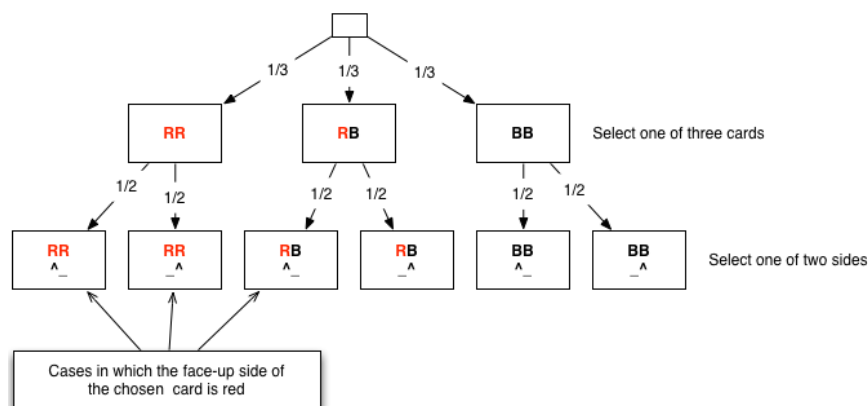 1/3 1/3 1/3
RR RB BB Select one of three cards
1/2 1/2 1/2 1/2 1/2 1/2
RR RR RB RB BB BB
^_ _^ ^_ _^ ^_ _^ Select one of two sides
Cases in which the face-up side of
the chosen card is red